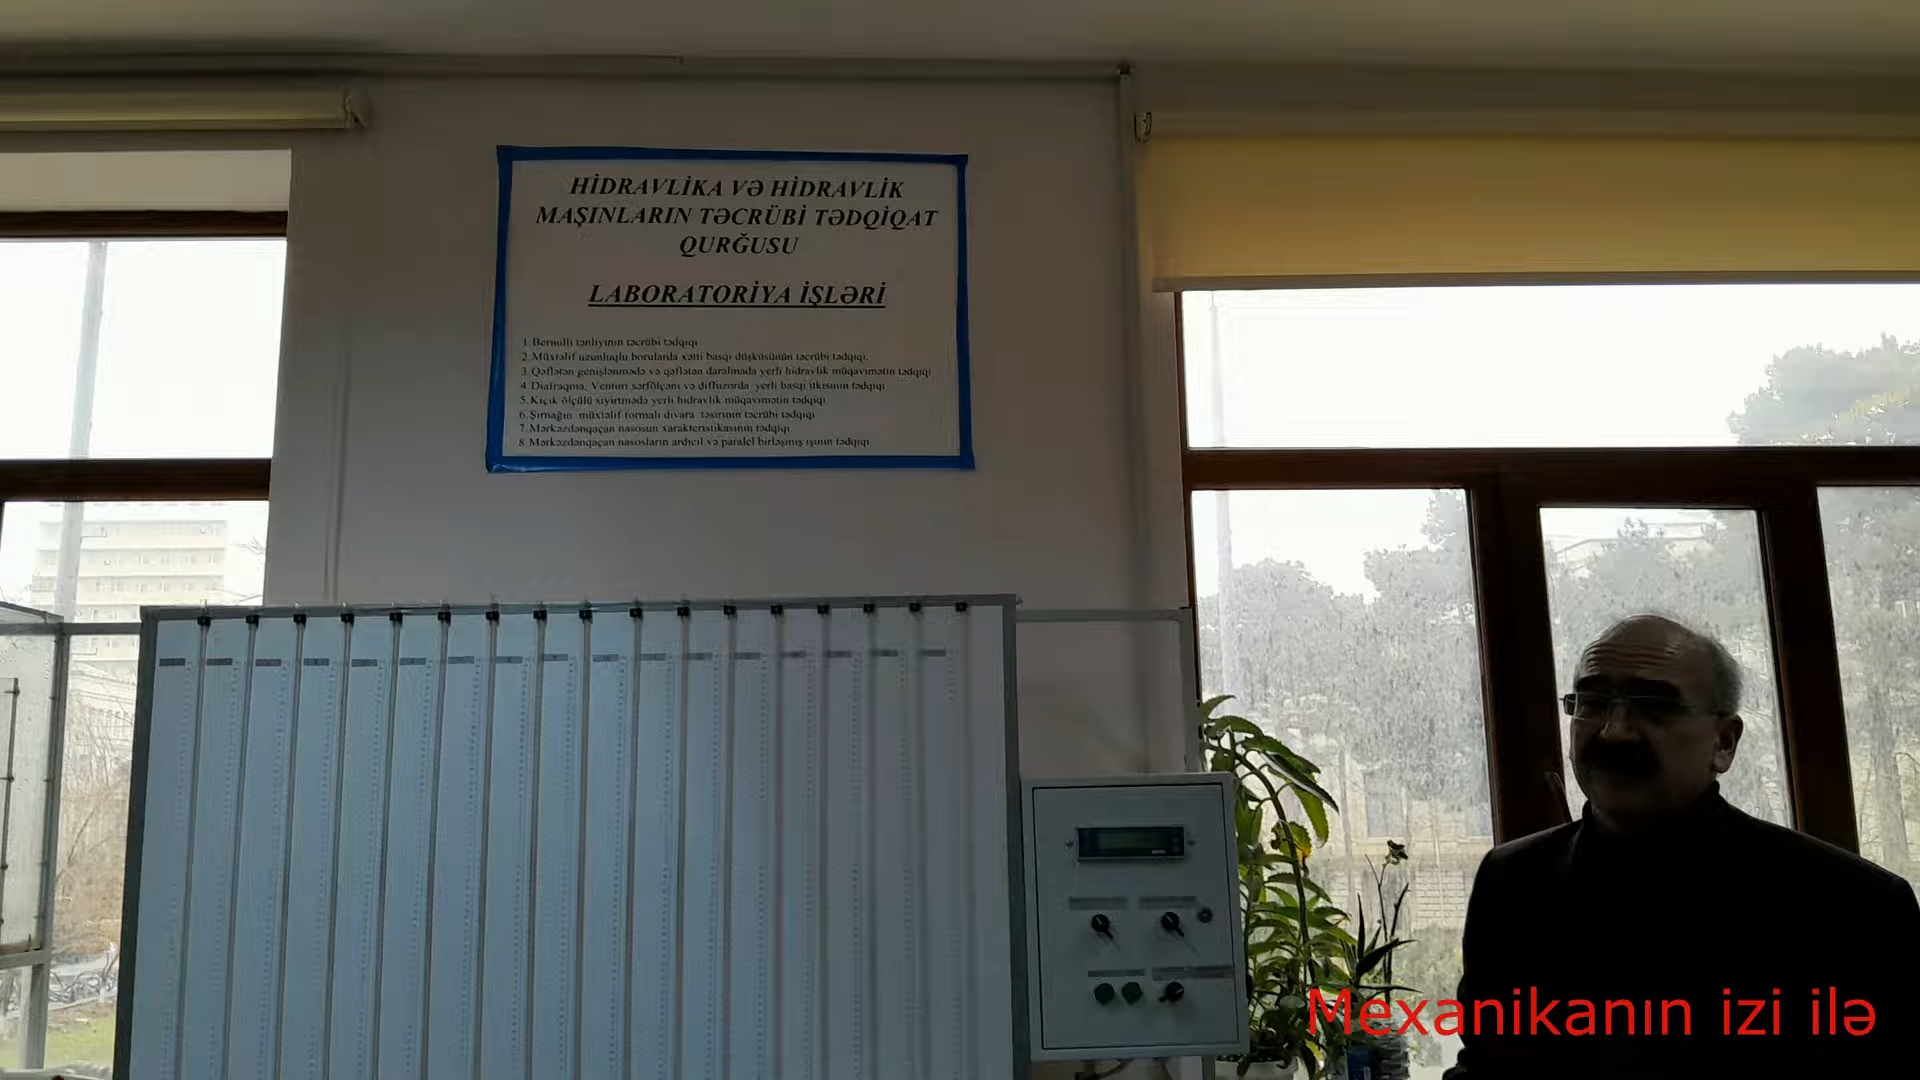 HİDRAVLİKA VƏ HİDRAVLİK
MAŞINLARIN TƏCRÜBİ TƏDQİQAT
QURĞUSU
LABORATORİYA İŞLƏRİ
1. Bernulli tənliyinin təcrübi tədqiqi
2. Müxtəlif uzunluqlu borularda xətti basqı düşküsünün təcrübi tədqiqi.
3. Qəflətən genişlənmədə və qəflətən daralmada yerli hidravlik müqavimətin tədqiqi
4. Diafraqma, Venturi sərfölçəni və diffuzorda yerli basqı itkisinin tədqiqi
5. Kiçik ölçülü siyirtmədə yerli hidravlik müqavimətin tədqiqi
6. Şırnağın müxtəlif formalı divara təsirinin təcrübi tədqiqi
7. Mərkəzdənqaçan nasosun xarakteristikasının tədqiqi
8. Mərkəzdənqaçan nasosların ardıcıl və paralel birləşmiş işinin tədqiqi
Mexanikanın izi ilə